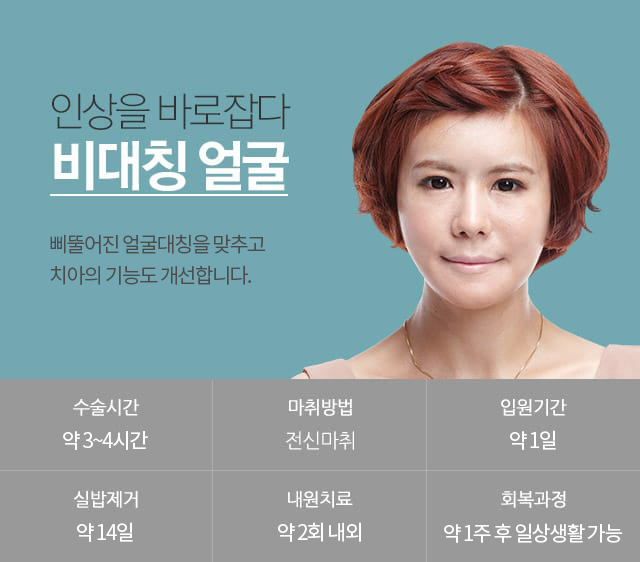 인상을 바로잡다
비대칭 얼굴
삐뚤어진 얼굴대칭을 맞추고
치아의 기능도 개선합니다.
수술시간
약 3~4시간
마취방법
전신마취
입원기간
약 1일
실밥제거
약 14일
내원치료
약 2회 내외
회복과정
약 1주 후 일상생활 가능